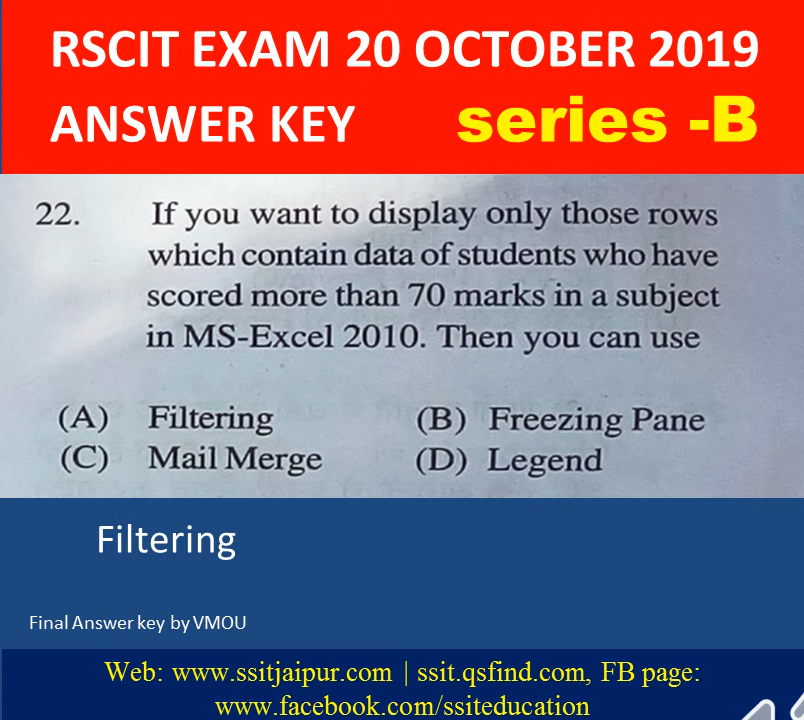 RSCIT EXAM 20 OCTOBER 2019
ANSWER KEY series -B
22. If you want to display only those rows
which contain data of students who have
scored more than 70 marks in a subject
in MS-Excel 2010. Then you can use
(A) Filtering (B) Freezing Pane
(C) Mail Merge (D) Legend
Filtering
Final Answer key by VMOU
Web: www.ssitjaipur.com | ssit.qsfind.com, FB page:
www.facebook.com/ssiteducation